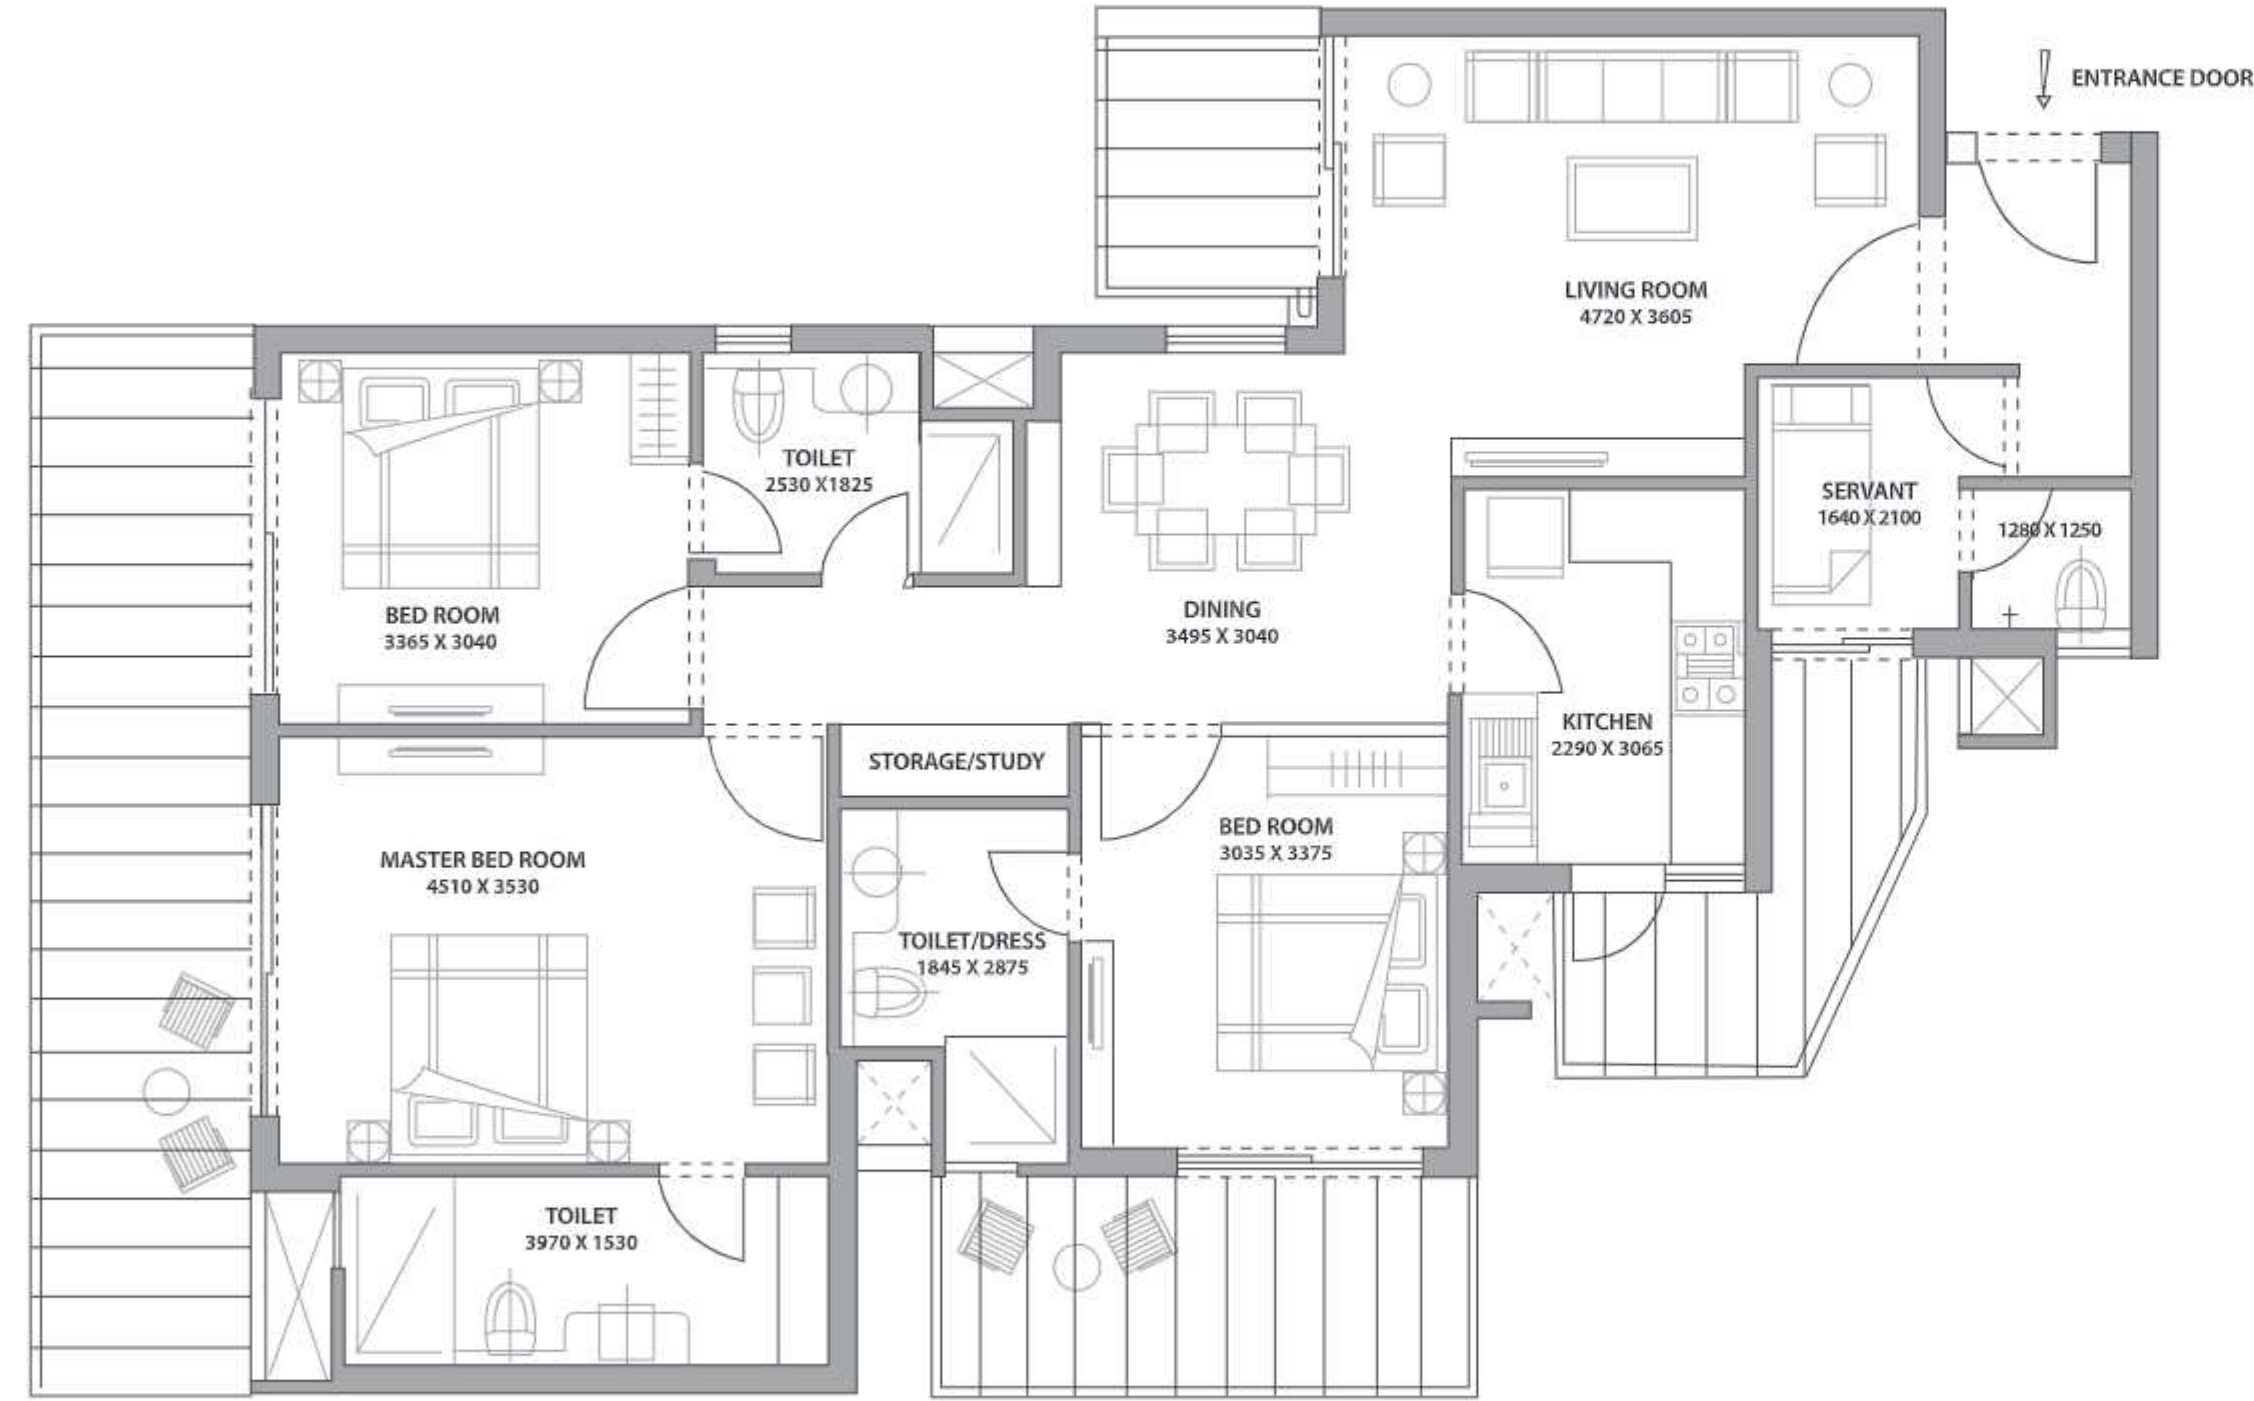 ENTRANCE DOOR
LIVING ROOM
4720 X 3605
TOILET
2530 X1825
SERVANT
1640 X 2100
1280 X 1250
BED ROOM
3365 X 3040
DINING
3495 X 3040
KITCHEN
2290 X 3065
STORAGE/STUDY
MASTER BED ROOM
4510 X 3530
BED ROOM
3035 X 3375
TOILET/DRESS
1845 X 2875
TOILET
3970 X 1530